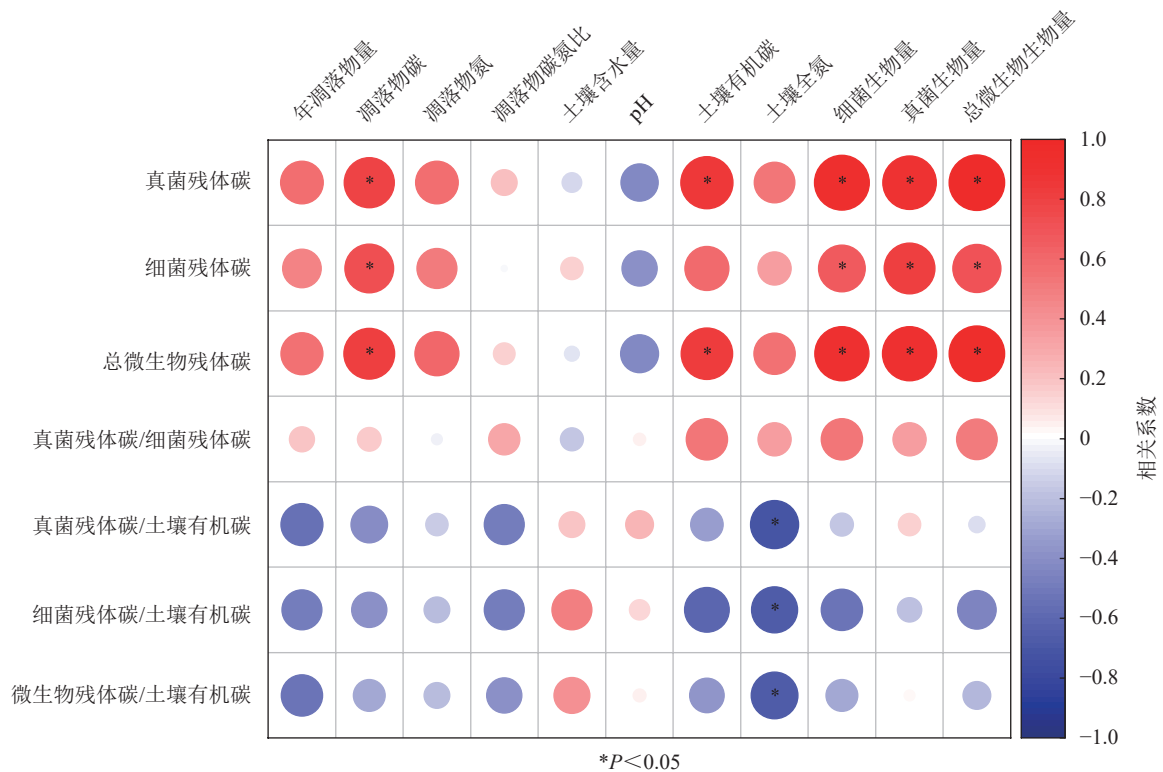 年凋落物量
凋落物碳
凋落物氮
凋落物碳氮比
土壤含水量
pH
土壤有机碳
土壤全氮
细菌生物量
真菌生物量
总微生物生物量
真菌残体碳
* * * * *
细菌残体碳
* * * *
总微生物残体碳
* * * * *
真菌残体碳/细菌残体碳
真菌残体碳/土壤有机碳
*
细菌残体碳/土壤有机碳
*
微生物残体碳/土壤有机碳
*
1.0
0.8
0.6
0.4
0.2
0
−0.2
−0.4
−0.6
−0.8
−1.0
相关系数
*P＜0.05